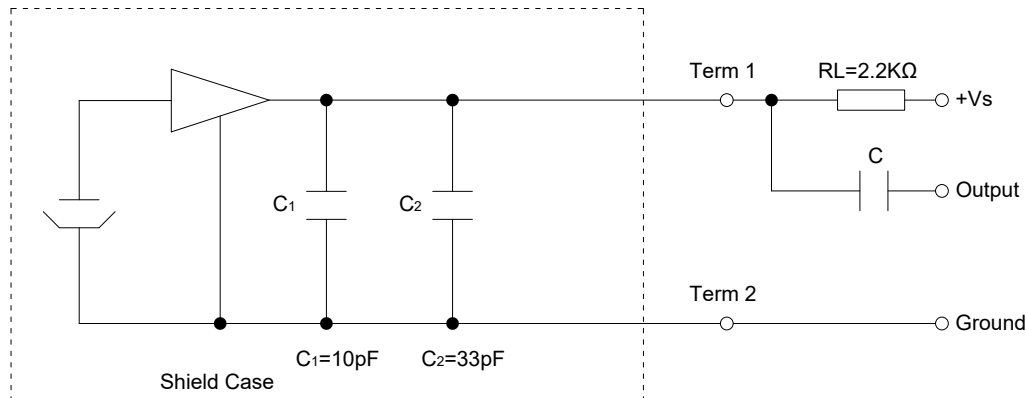 Term 1
RL=2.2KΩ
+Vs
C
C1
C2
Output
Term 2
Ground
C1=10pF
C2=33pF
Shield Case